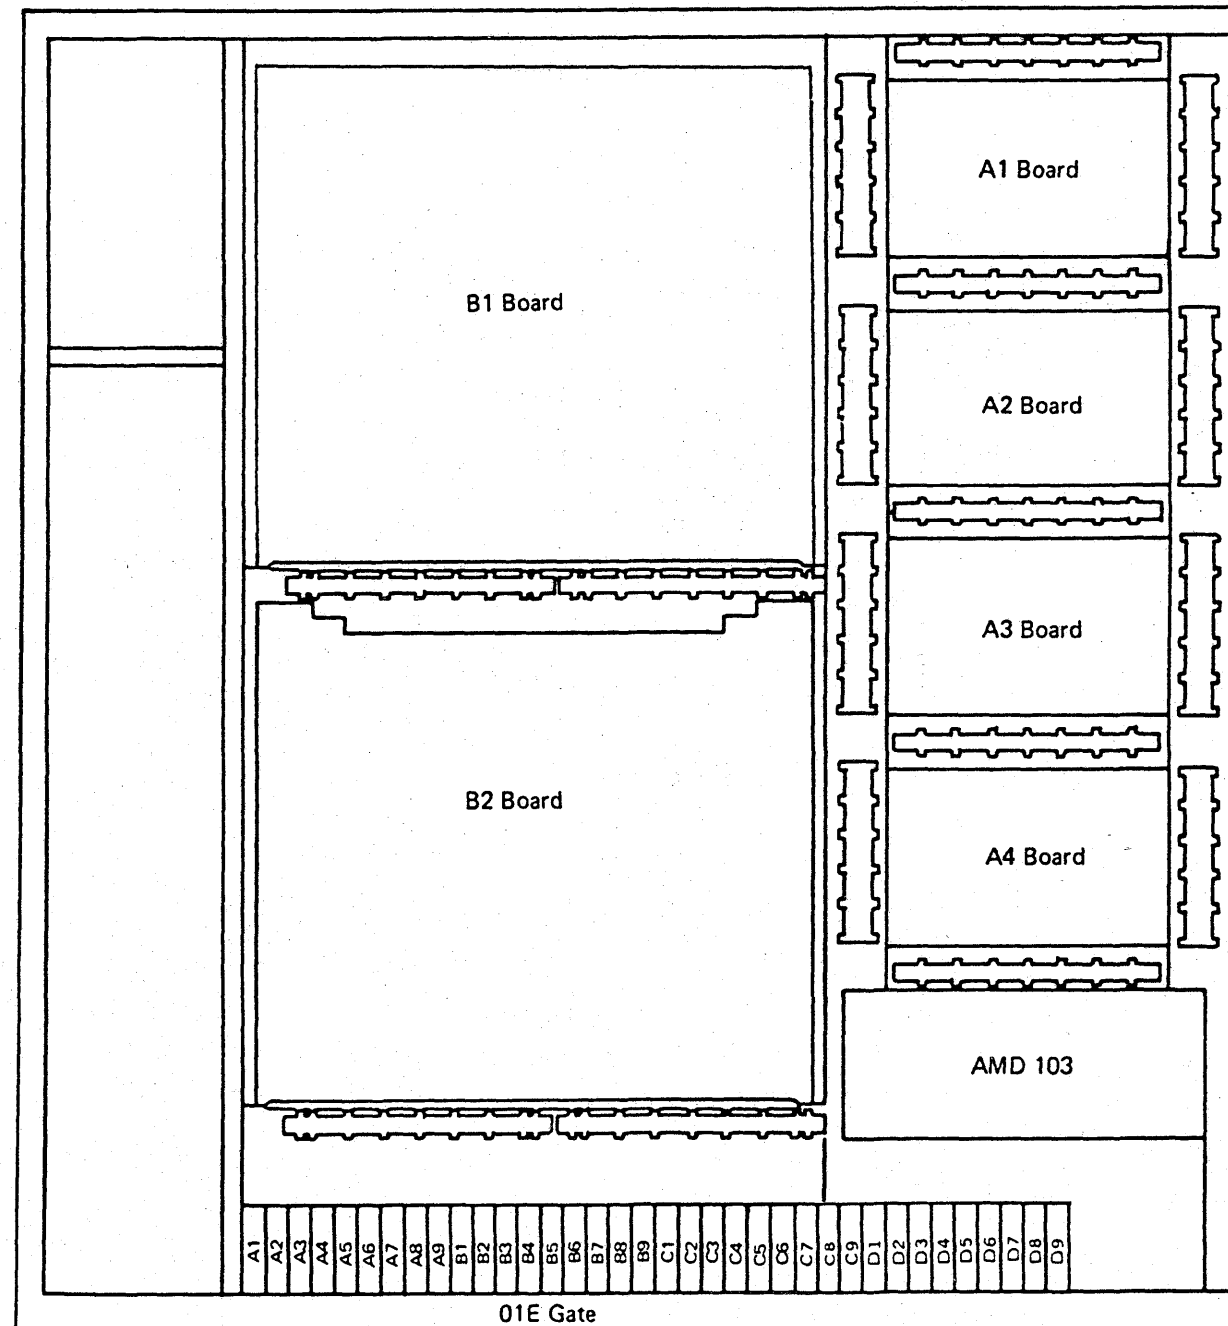 A1 Board
B1 Board
A2 Board
A3 Board
B2 Board
A4 Board
AMD 103
A1 A2 A3 A4 A5 A6 A7 A8 A9 B1 B2 B3 B4 B5 B6 B7 B8 B9 C1 C2 C3 C4 C5 C6 C7 C8 C9 D1 D2 D3 D4 D5 D6 D7 D8 D9
01E Gate